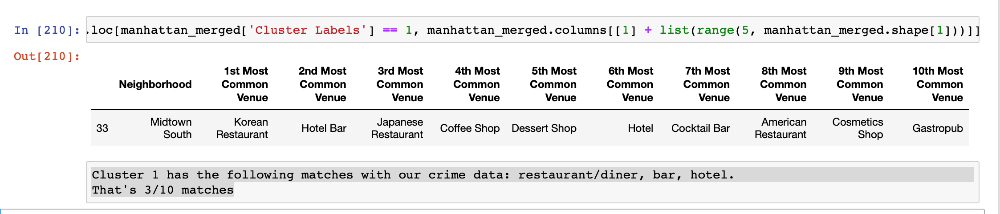 In [210]: .loc[manhattan_merged['Cluster Labels'] == 1, manhattan_merged.columns[[1] + list(range(5, manhattan_merged.shape[1]))]]
Out[210]:
1st Most 2nd Most 3rd Most 4th Most 5th Most 6th Most 7th Most 8th Most 9th Most 10th Most
Neighborhood Common Common Common Common Common Common Common Common Common Common
Venue Venue Venue Venue Venue Venue Venue Venue Venue Venue
33 Midtown South Korean Restaurant Hotel Bar Japanese Restaurant Coffee Shop Dessert Shop Hotel Cocktail Bar American Restaurant Cosmetics Shop Gastropub
Cluster 1 has the following matches with our crime data: restaurant/diner, bar, hotel.
That's 3/10 matches